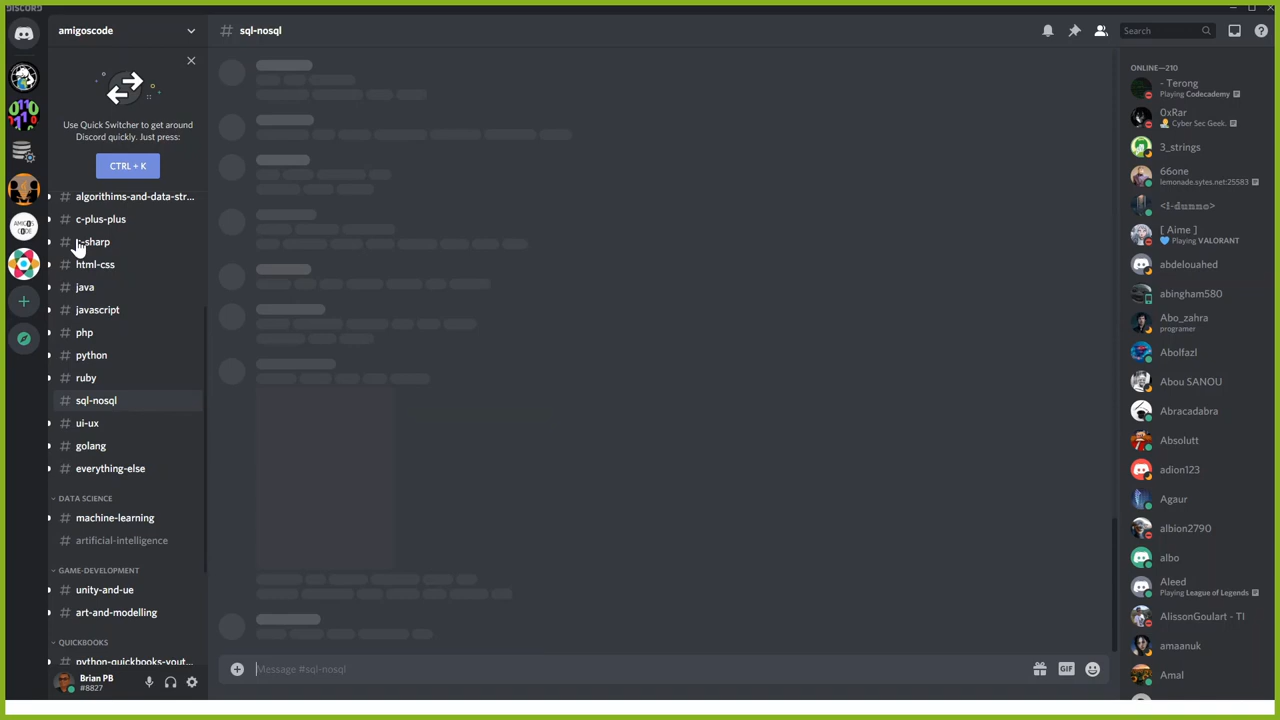 DISCORD
amigoscode
# sql-nosql
Search
Use Quick Switcher to get around
Discord quickly. Just press:
CTRL + K
# algorithims-and-data-str...
# c-plus-plus
-sharp
# html-css
# java
# javascript
# php
# python
# ruby
# sql-nosql
# ui-ux
# golang
# everything-else
DATA SCIENCE
# machine-learning
# artificial-intelligence
GAME-DEVELOPMENT
# unity-and-ue
# art-and-modelling
QUICKBOOKS
# python-quickbooks-yout...
Brian PB
#8827
AMIGOS
CODE
Message #sql-nosql
GIF
ONLINE—210
- Terong
Playing Codecademy
0xRar
Cyber Sec Geek.
3_strings
66one
lemonade.sytes.net:25583
<i-dunno>
[ Aime ]
Playing VALORANT
abdelouahed
abingham580
Abo_zahra
programer
Abolfazl
Abou SANOU
Abracadabra
Absolutt
adion123
Agaur
albion2790
albo
Aleed
Playing League of Legends
AlissonGoulart - TI
amaanuk
Amal